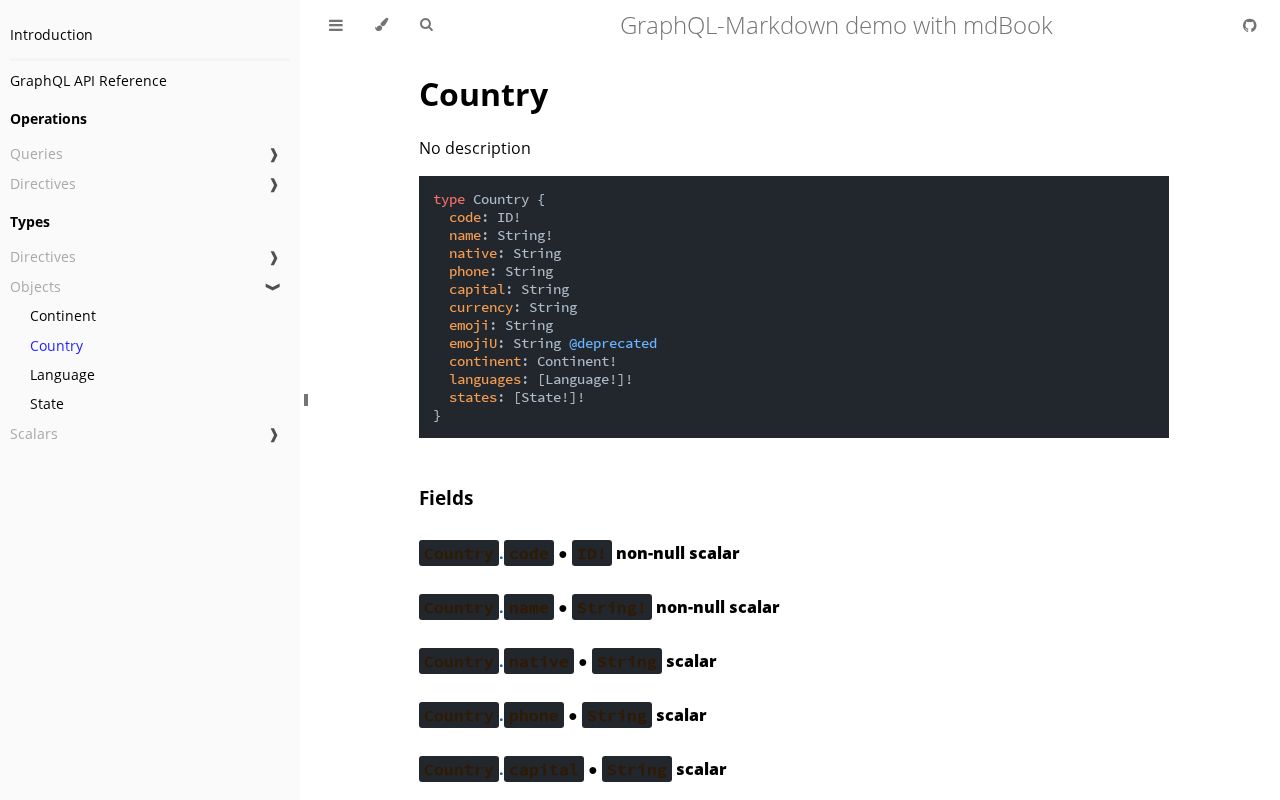 Introduction
GraphQL API Reference
Operations
Queries
Directives
Types
Directives
Objects
Continent
Country
Language
State
Scalars
GraphQL-Markdown demo with mdBook
Country
No description
type Country {
  code: ID!
  name: String!
  native: String
  phone: String
  capital: String
  currency: String
  emoji: String
  emojiU: String @deprecated
  continent: Continent!
  languages: [Language!]!
  states: [State!]!
}
Fields
Country.code ● ID! non-null scalar
Country.name ● String! non-null scalar
Country.native ● String scalar
Country.phone ● String scalar
Country.capital ● String scalar